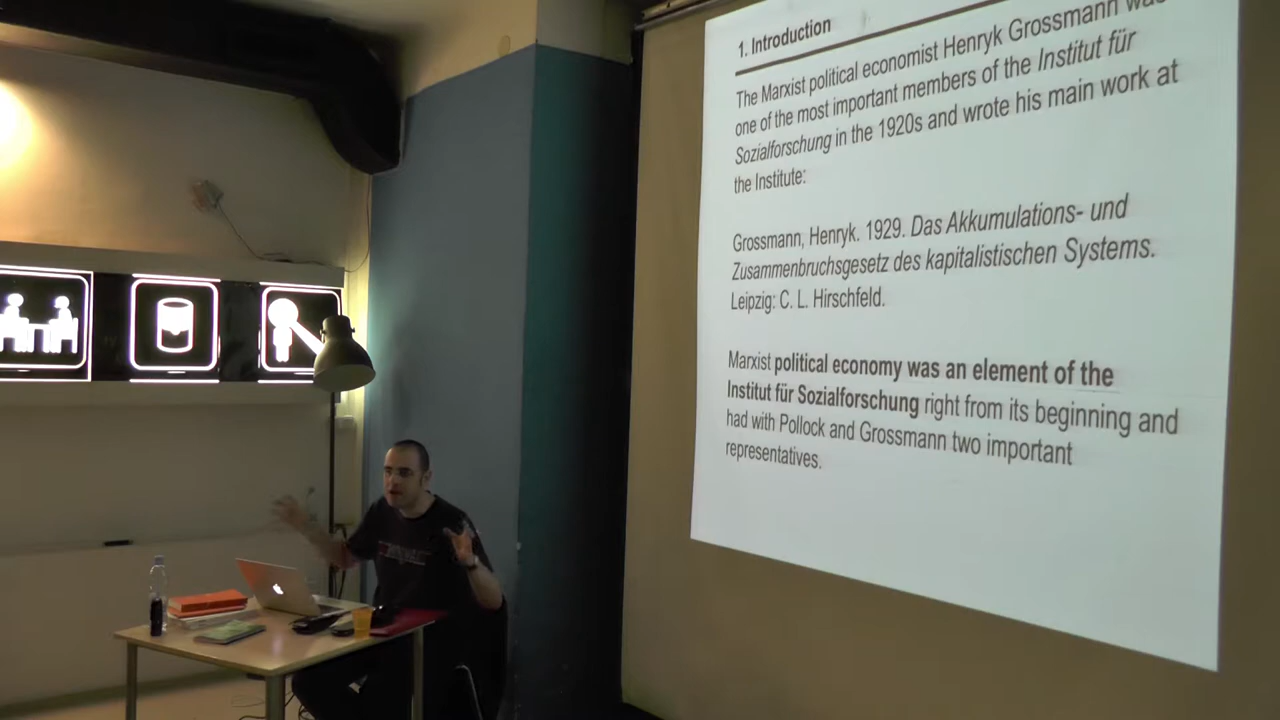 1. Introduction
The Marxist political economist Henryk Grossmann was
one of the most important members of the Institut für
Sozialforschung in the 1920s and wrote his main work at
the Institute:
Grossmann, Henryk. 1929. Das Akkumulations- und
Zusammenbruchsgesetz des kapitalistischen Systems.
Leipzig: C. L. Hirschfeld.
Marxist political economy was an element of the
Institut für Sozialforschung right from its beginning and
had with Pollock and Grossmann two important
representatives.